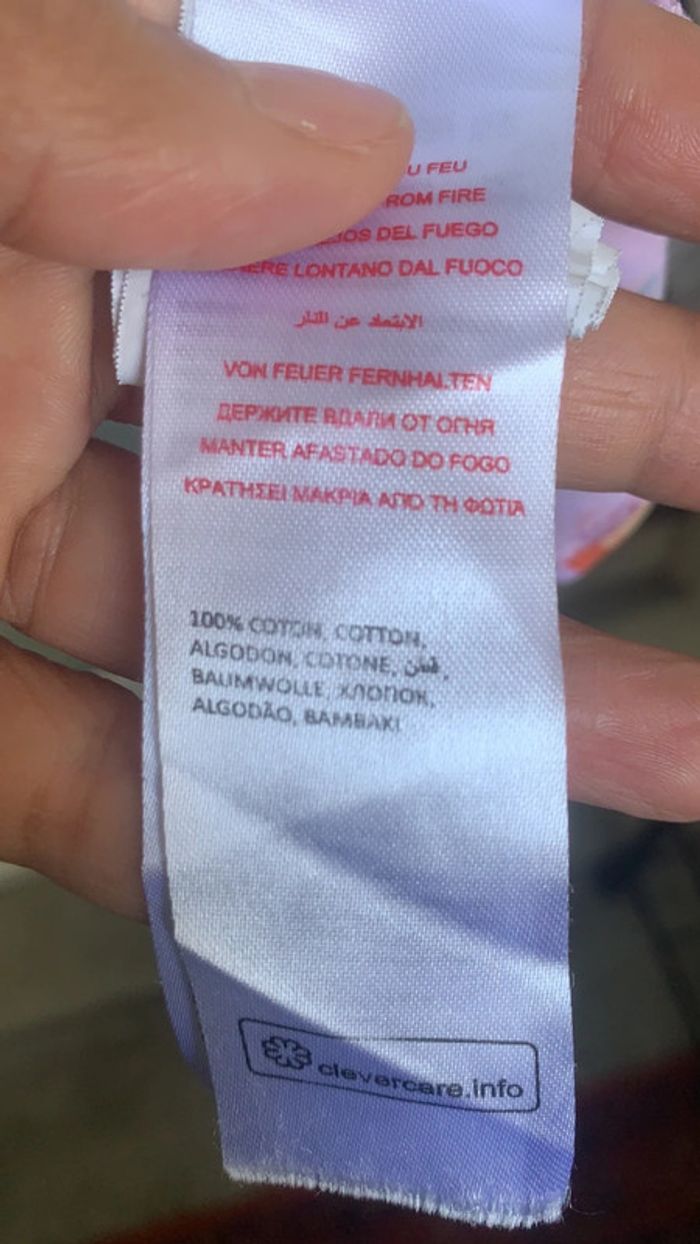 U FEU
ROM FIRE
JOS DEL FUEGO
ERE LONTANO DAL FUOCO
الابتعاد عن النار
VON FEUER FERNHALTEN
ДЕРЖИТЕ ВДАЛИ ОТ ОГНЯ
MANTER AFASTADO DO FOGO
ΚΡΑΤΗΣΕΙ ΜΑΚΡΙΑ ΑΠΟ ΤΗ ΦΩΤΙΑ
100% COTON, COTTON,
ALGODON, COTONE, قطن,
BAUMWOLLE, ХЛОПОК,
ALGODÃO, BAMBAKI
clevercare.info